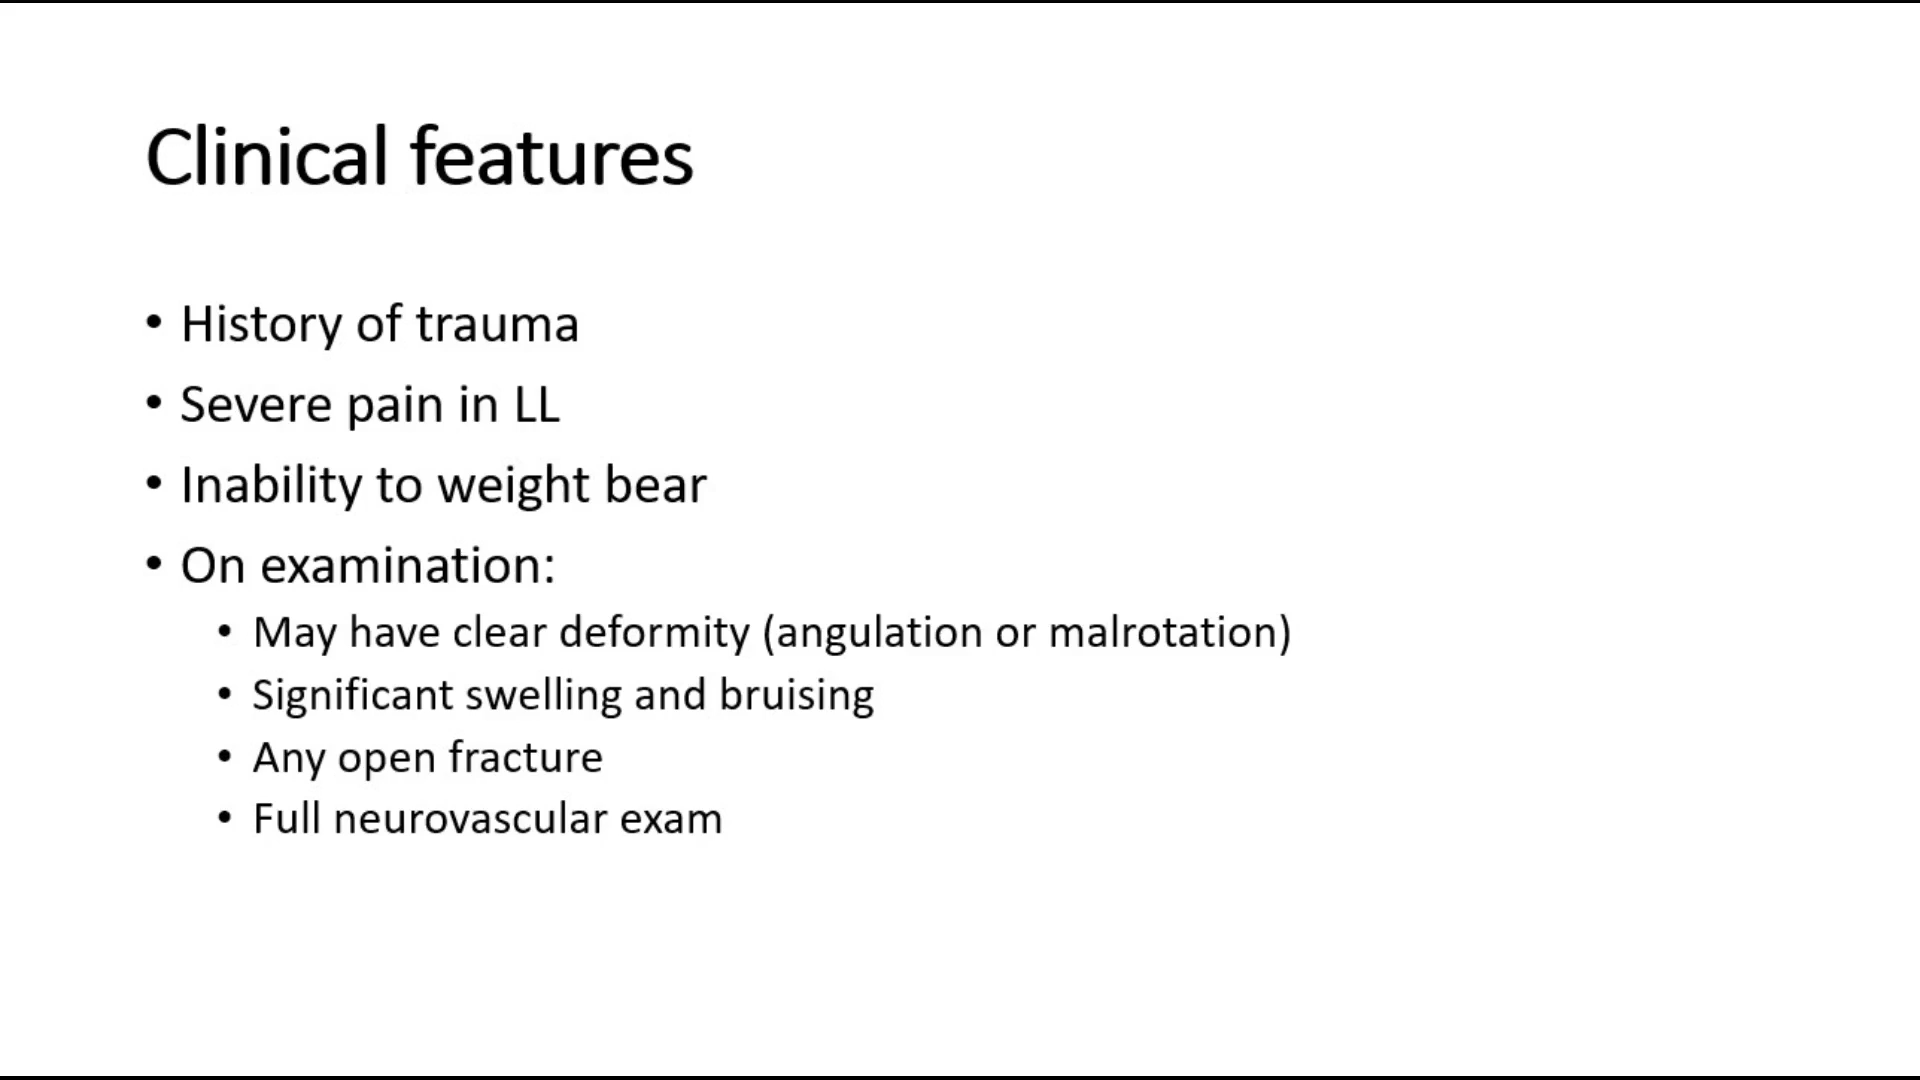 Clinical features
• History of trauma
• Severe pain in LL
• Inability to weight bear
• On examination:
• May have clear deformity (angulation or malrotation)
• Significant swelling and bruising
• Any open fracture
• Full neurovascular exam